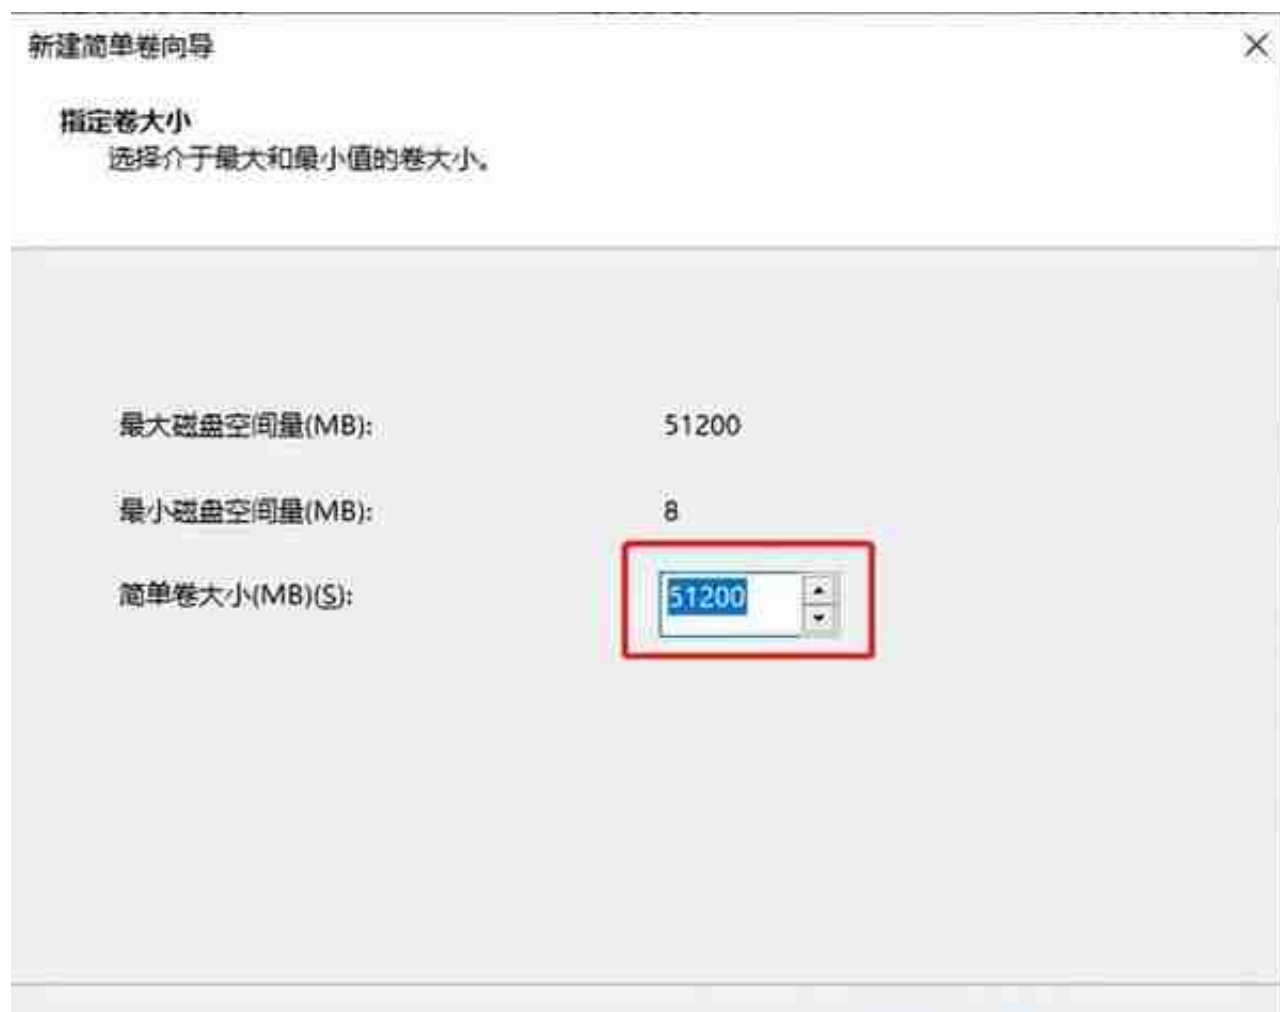 新建简单卷向导
指定卷大小
选择介于最大和最小值的卷大小。
最大磁盘空间量(MB): 51200
最小磁盘空间量(MB): 8
简单卷大小(MB)(S): 51200